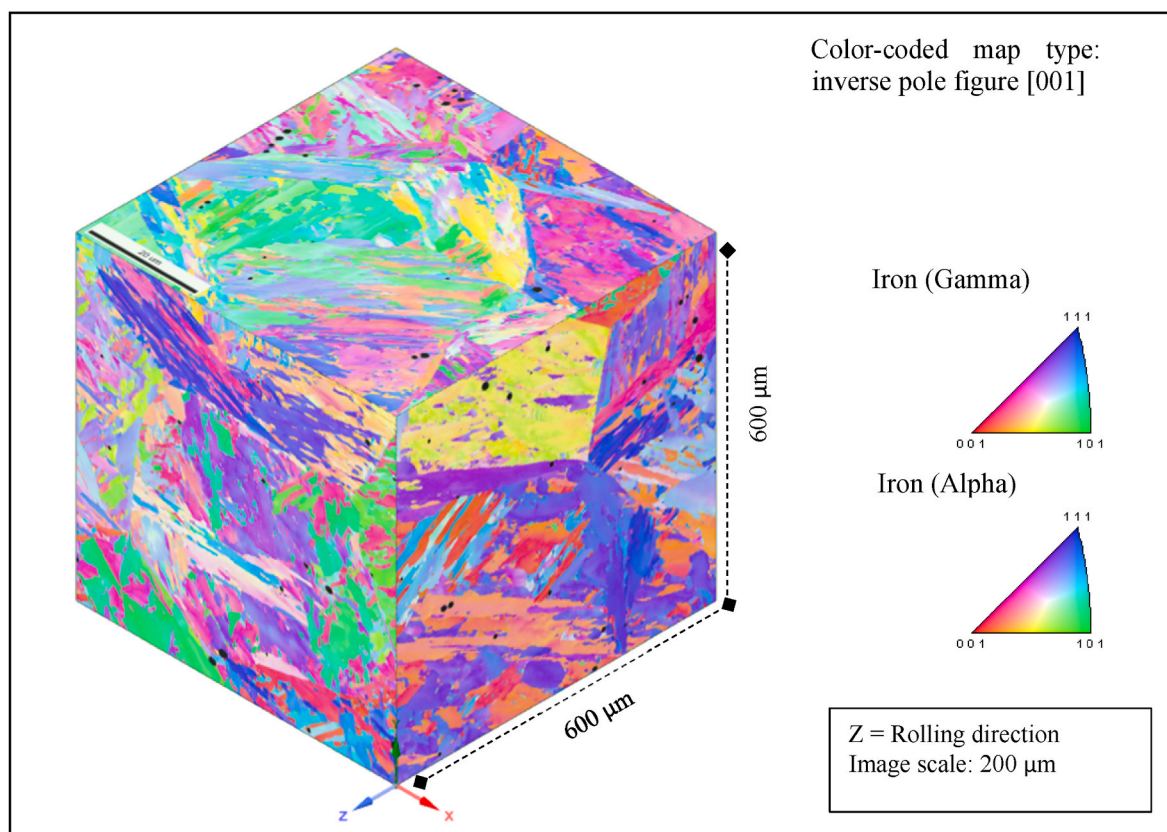 Color-coded map type:
inverse pole figure [001]
20 um
Iron (Gamma)
1 1 1
0 0 1
1 0 1
Iron (Alpha)
1 1 1
0 0 1
1 0 1
600 µm
600 µm
Z = Rolling direction
Image scale: 200 µm
Z
X